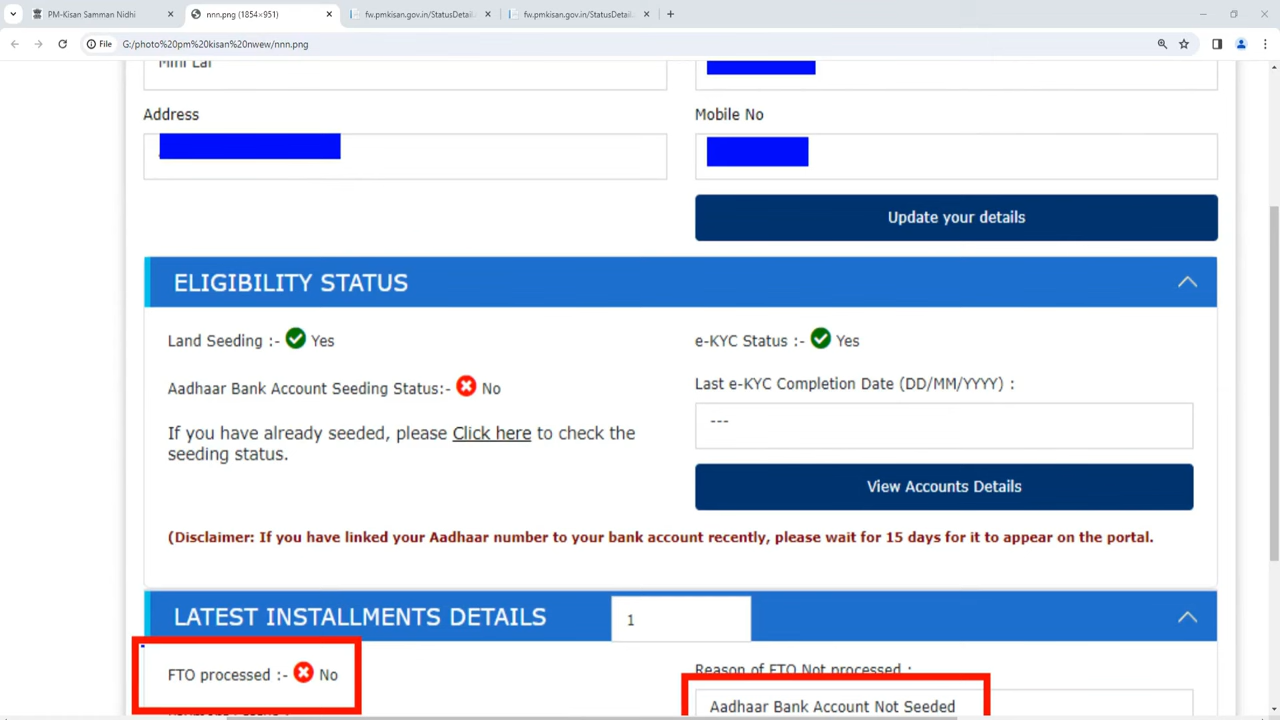 PM-Kisan Samman Nidhi
nnn.png (1854×951)
fw.pmkisan.gov.in/StatusDetail
fw.pmkisan.gov.in/StatusDetail
File
G:/photo%20pm%20kisan%20nwew/nnn.png
Address
Mobile No
Update your details
ELIGIBILITY STATUS
Land Seeding :- Yes
e-KYC Status :- Yes
Aadhaar Bank Account Seeding Status:- No
Last e-KYC Completion Date (DD/MM/YYYY) :
---
If you have already seeded, please Click here to check the
seeding status.
View Accounts Details
(Disclaimer: If you have linked your Aadhaar number to your bank account recently, please wait for 15 days for it to appear on the portal.
LATEST INSTALLMENTS DETAILS
1
FTO processed :- No
Reason of FTO Not processed :
Aadhaar Bank Account Not Seeded